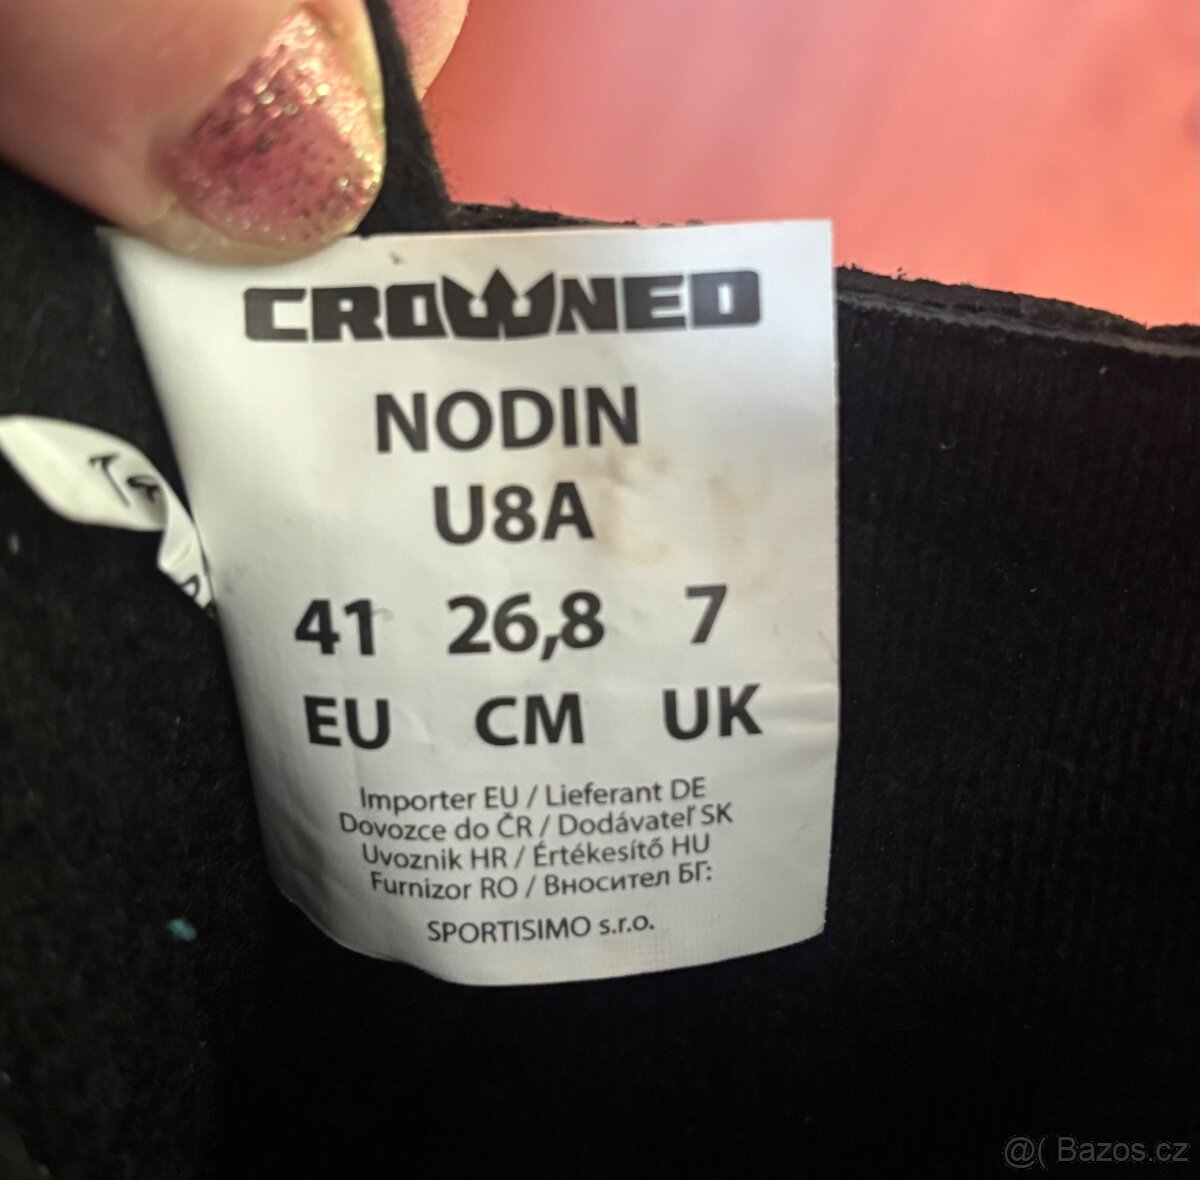 CROWNED
NODIN
U8A
41 26,8 7
EU CM UK
Importer EU / Lieferant DE
Dovozce do ČR / Dodávateľ SK
Uvoznik HR / Értékesítő HU
Furnizor RO / Вносител БГ:
SPORTISIMO s.r.o.
@( Bazos.cz